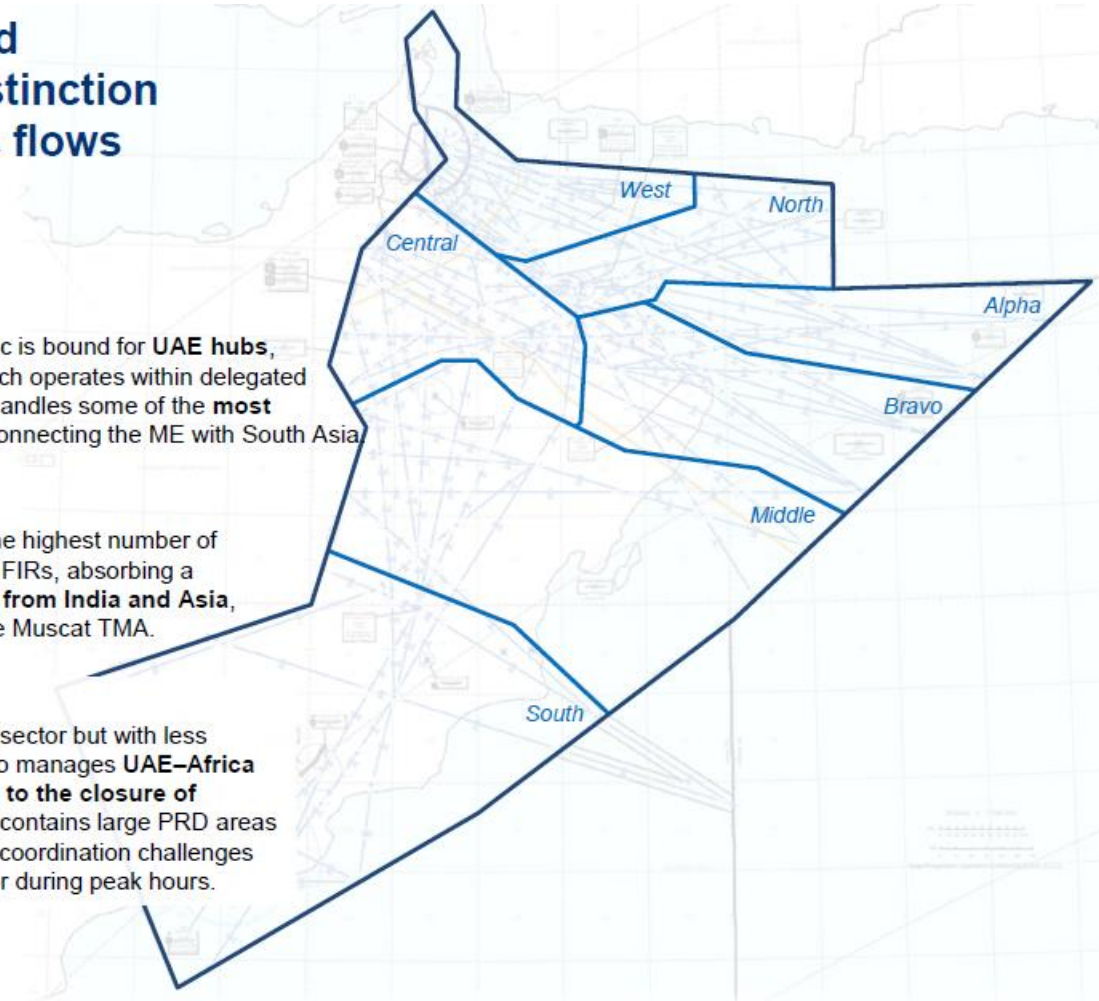 d
stinction
flows
West
North
Central
Alpha
c is bound for UAE hubs,
ch operates within delegated
andles some of the most
onnecting the ME with South Asia.
Bravo
Middle
e highest number of
FIRs, absorbing a
from India and Asia,
e Muscat TMA.
South
sector but with less
o manages UAE–Africa
to the closure of
contains large PRD areas
coordination challenges
r during peak hours.